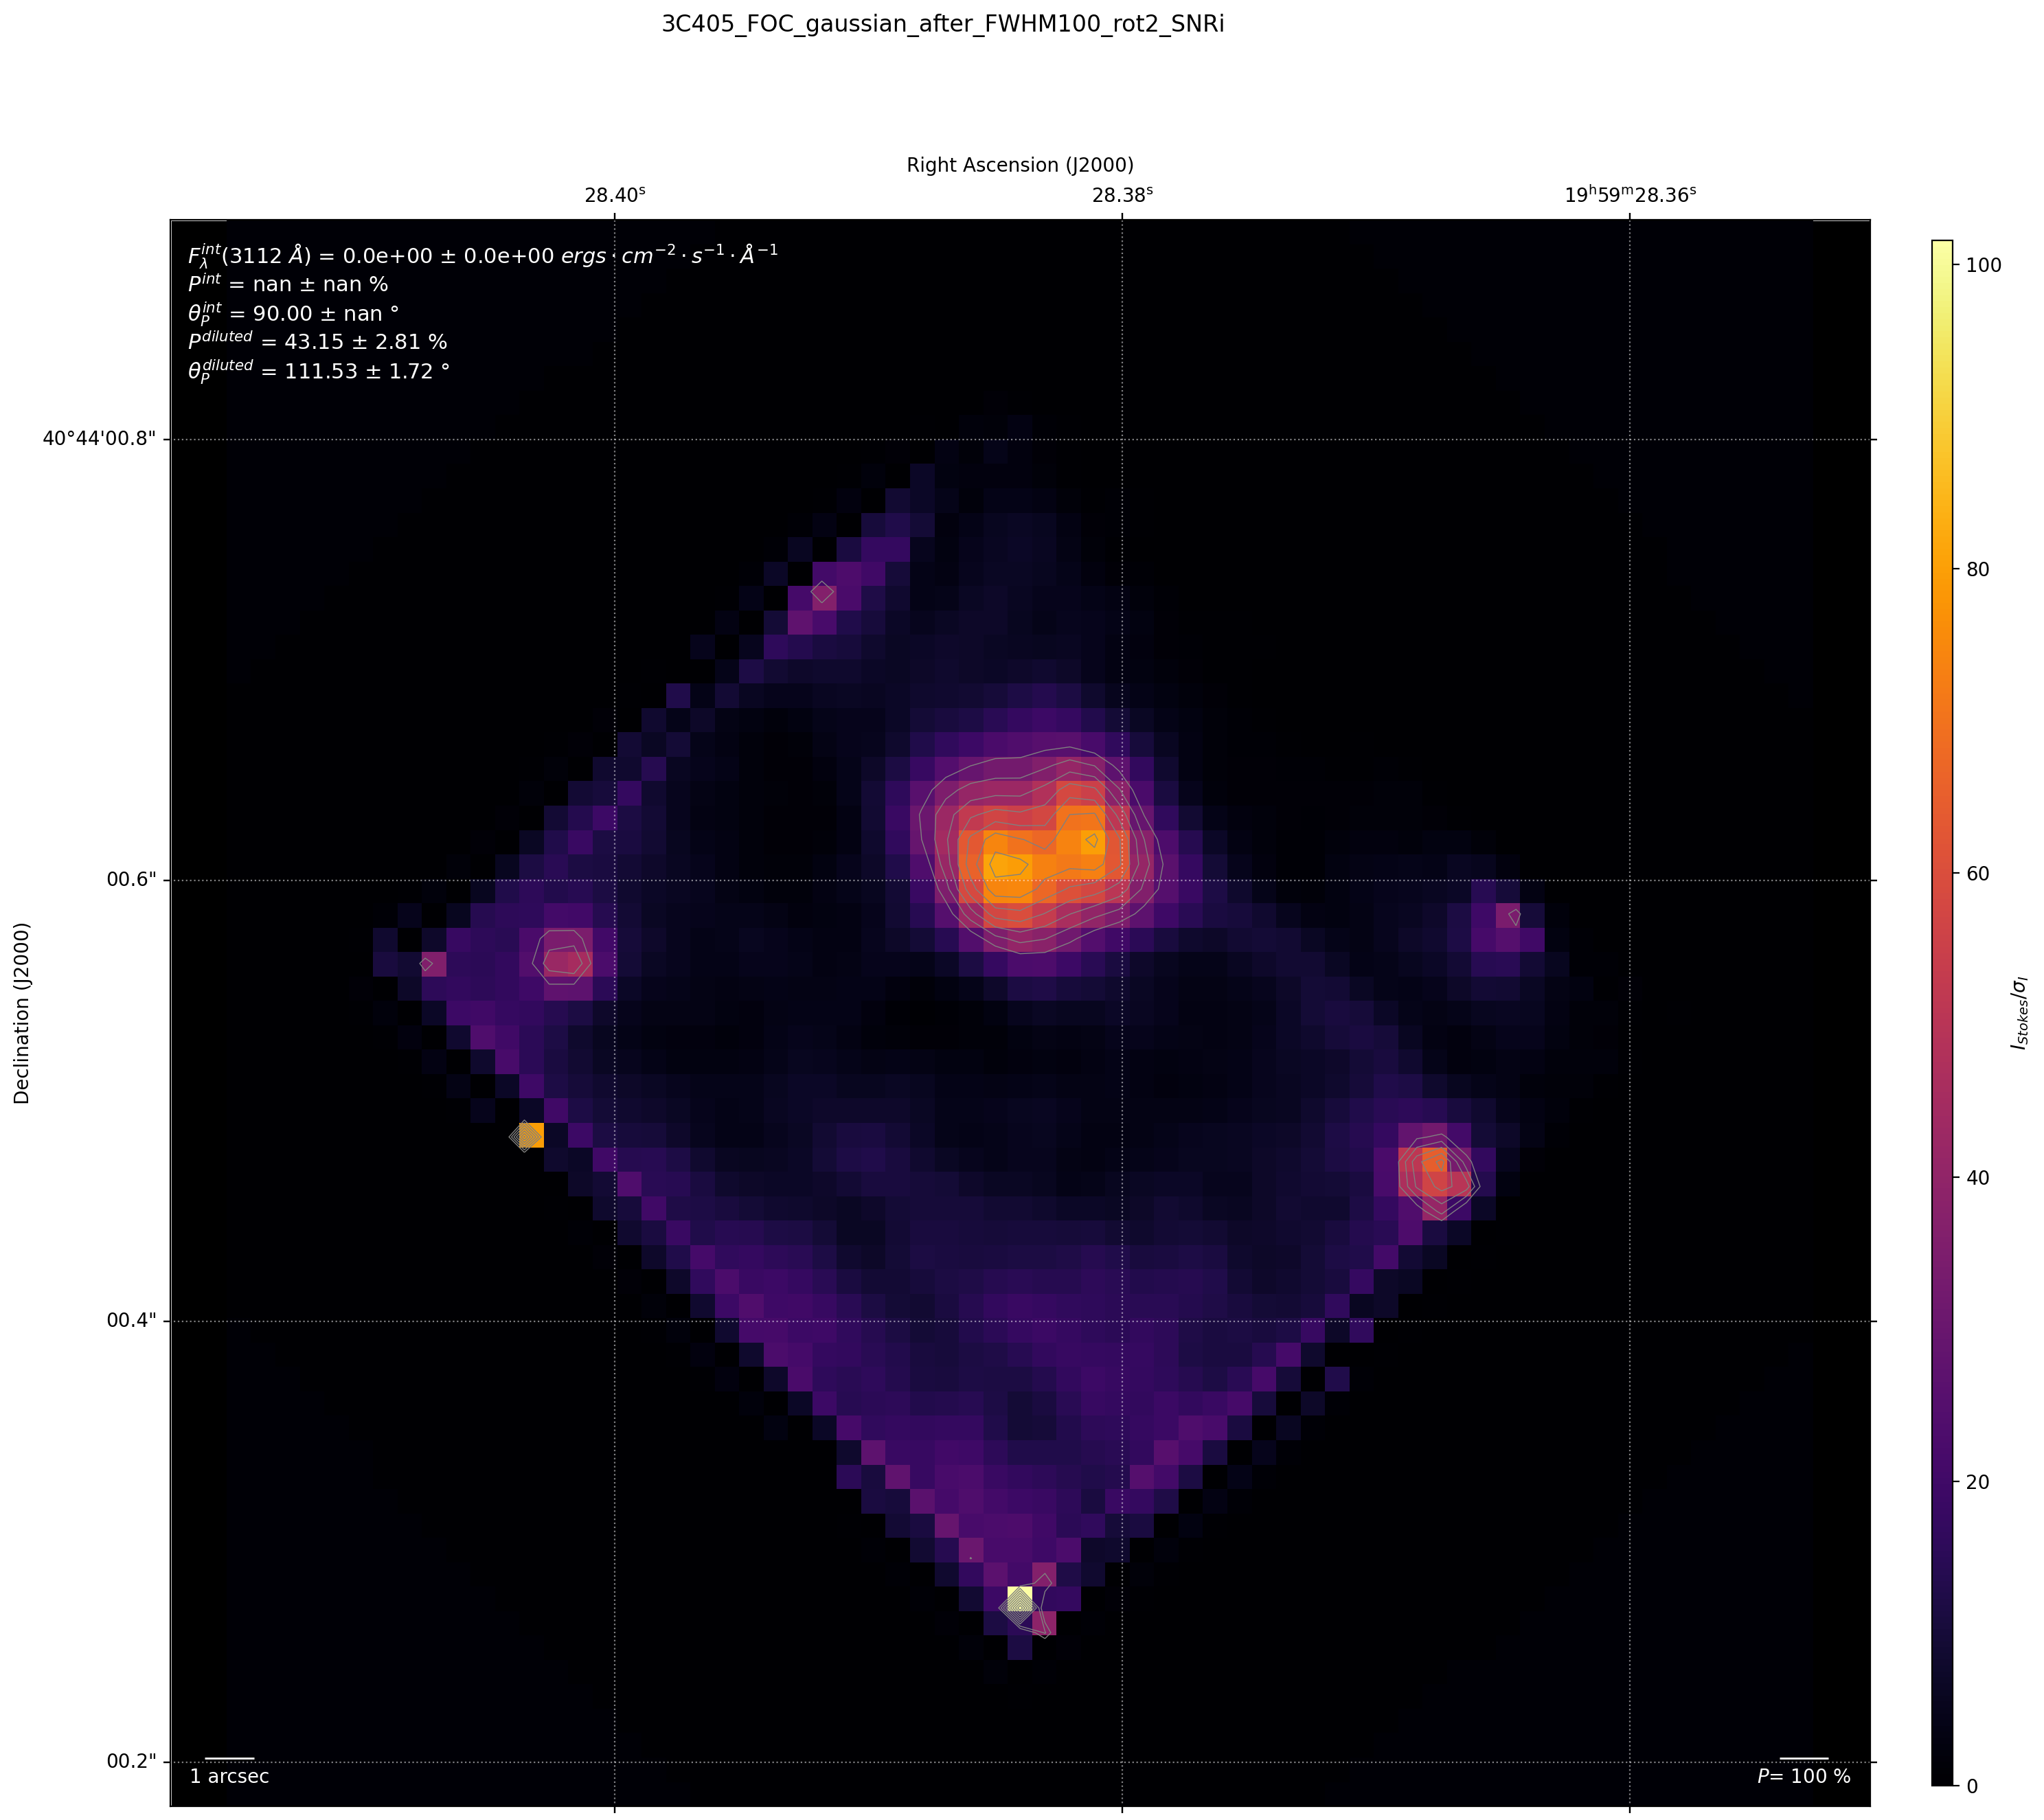 3C405_FOC_gaussian_after_FWHM100_rot2_SNRi
Right Ascension (J2000)
28.40ˢ 28.38ˢ 19ʰ59ᵐ28.36ˢ
F_λ^int(3112 Å) = 0.0e+00 ± 0.0e+00 ergs · cm⁻² · s⁻¹ · Å⁻¹
P^int = nan ± nan %
θ_P^int = 90.00 ± nan °
P^diluted = 43.15 ± 2.81 %
θ_P^diluted = 111.53 ± 1.72 °
40°44'00.8"
00.6"
00.4"
00.2"
Declination (J2000)
1 arcsec
P= 100 %
100
80
60
40
20
0
I_Stokes/σ_I